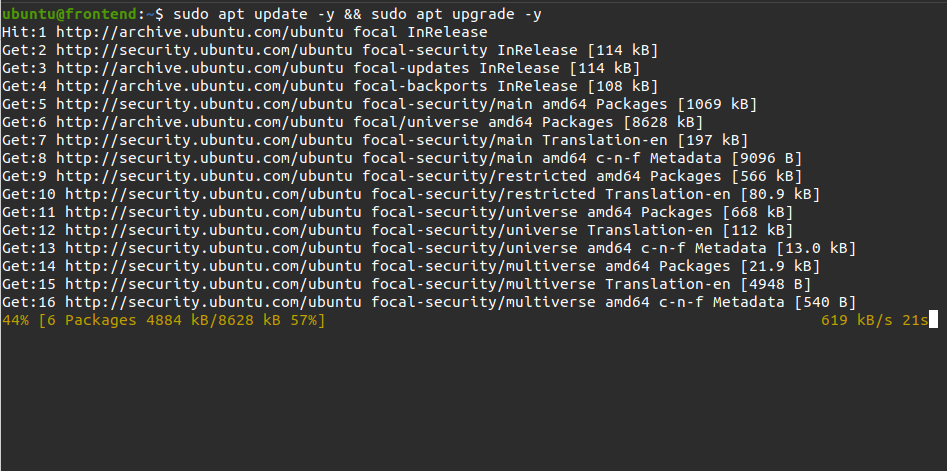 ubuntu@frontend:~$ sudo apt update -y && sudo apt upgrade -y
Hit:1 http://archive.ubuntu.com/ubuntu focal InRelease
Get:2 http://security.ubuntu.com/ubuntu focal-security InRelease [114 kB]
Get:3 http://archive.ubuntu.com/ubuntu focal-updates InRelease [114 kB]
Get:4 http://archive.ubuntu.com/ubuntu focal-backports InRelease [108 kB]
Get:5 http://security.ubuntu.com/ubuntu focal-security/main amd64 Packages [1069 kB]
Get:6 http://archive.ubuntu.com/ubuntu focal/universe amd64 Packages [8628 kB]
Get:7 http://security.ubuntu.com/ubuntu focal-security/main Translation-en [197 kB]
Get:8 http://security.ubuntu.com/ubuntu focal-security/main amd64 c-n-f Metadata [9096 B]
Get:9 http://security.ubuntu.com/ubuntu focal-security/restricted amd64 Packages [566 kB]
Get:10 http://security.ubuntu.com/ubuntu focal-security/restricted Translation-en [80.9 kB]
Get:11 http://security.ubuntu.com/ubuntu focal-security/universe amd64 Packages [668 kB]
Get:12 http://security.ubuntu.com/ubuntu focal-security/universe Translation-en [112 kB]
Get:13 http://security.ubuntu.com/ubuntu focal-security/universe amd64 c-n-f Metadata [13.0 kB]
Get:14 http://security.ubuntu.com/ubuntu focal-security/multiverse amd64 Packages [21.9 kB]
Get:15 http://security.ubuntu.com/ubuntu focal-security/multiverse Translation-en [4948 B]
Get:16 http://security.ubuntu.com/ubuntu focal-security/multiverse amd64 c-n-f Metadata [540 B]
44% [6 Packages 4884 kB/8628 kB 57%] 619 kB/s 21s